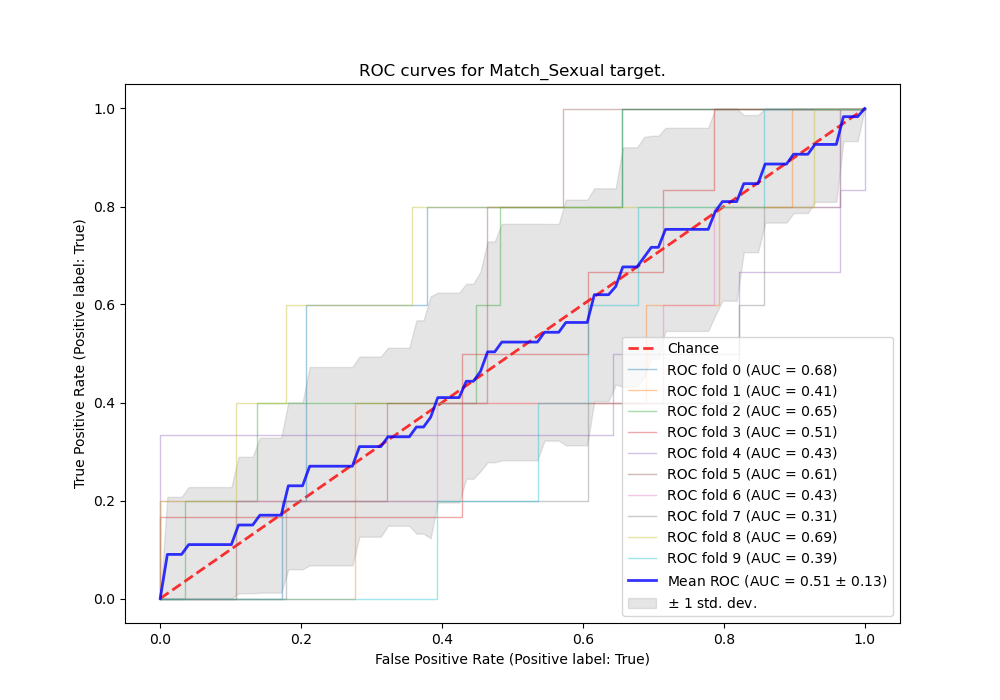 ROC curves for Match_Sexual target.
True Positive Rate (Positive label: True)
1.0
0.8
0.6
0.4
0.2
0.0
Chance
ROC fold 0 (AUC = 0.68)
ROC fold 1 (AUC = 0.41)
ROC fold 2 (AUC = 0.65)
ROC fold 3 (AUC = 0.51)
ROC fold 4 (AUC = 0.43)
ROC fold 5 (AUC = 0.61)
ROC fold 6 (AUC = 0.43)
ROC fold 7 (AUC = 0.31)
ROC fold 8 (AUC = 0.69)
ROC fold 9 (AUC = 0.39)
Mean ROC (AUC = 0.51 ± 0.13)
± 1 std. dev.
0.0 0.2 0.4 0.6 0.8 1.0
False Positive Rate (Positive label: True)